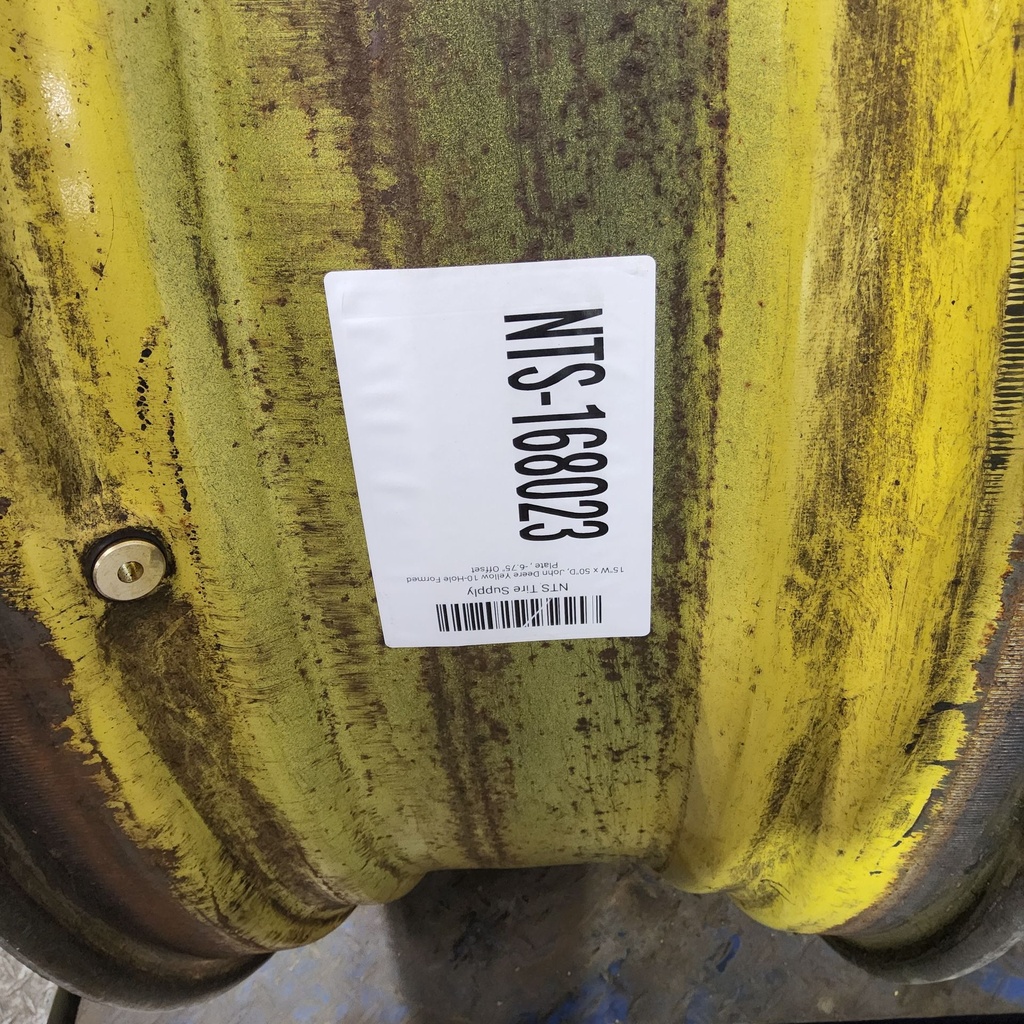 NTS-168023
NTS Tire Supply
15"W x 50"D, John Deere Yellow 10-Hole Formed
Plate, -6.75" Offset